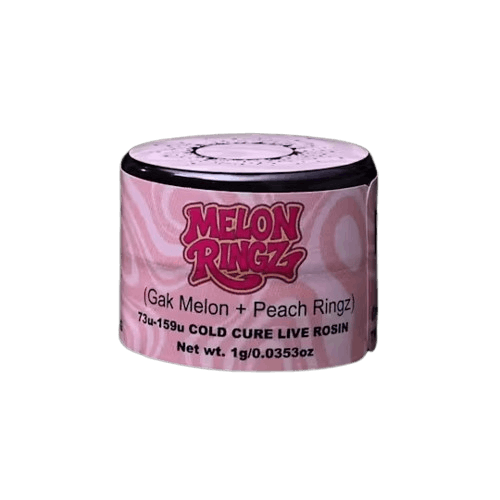 MELON
RINGZ
(Gak Melon + Peach Ringz)
73u-159u COLD CURE LIVE ROSIN
Net wt. 1g/0.0353oz